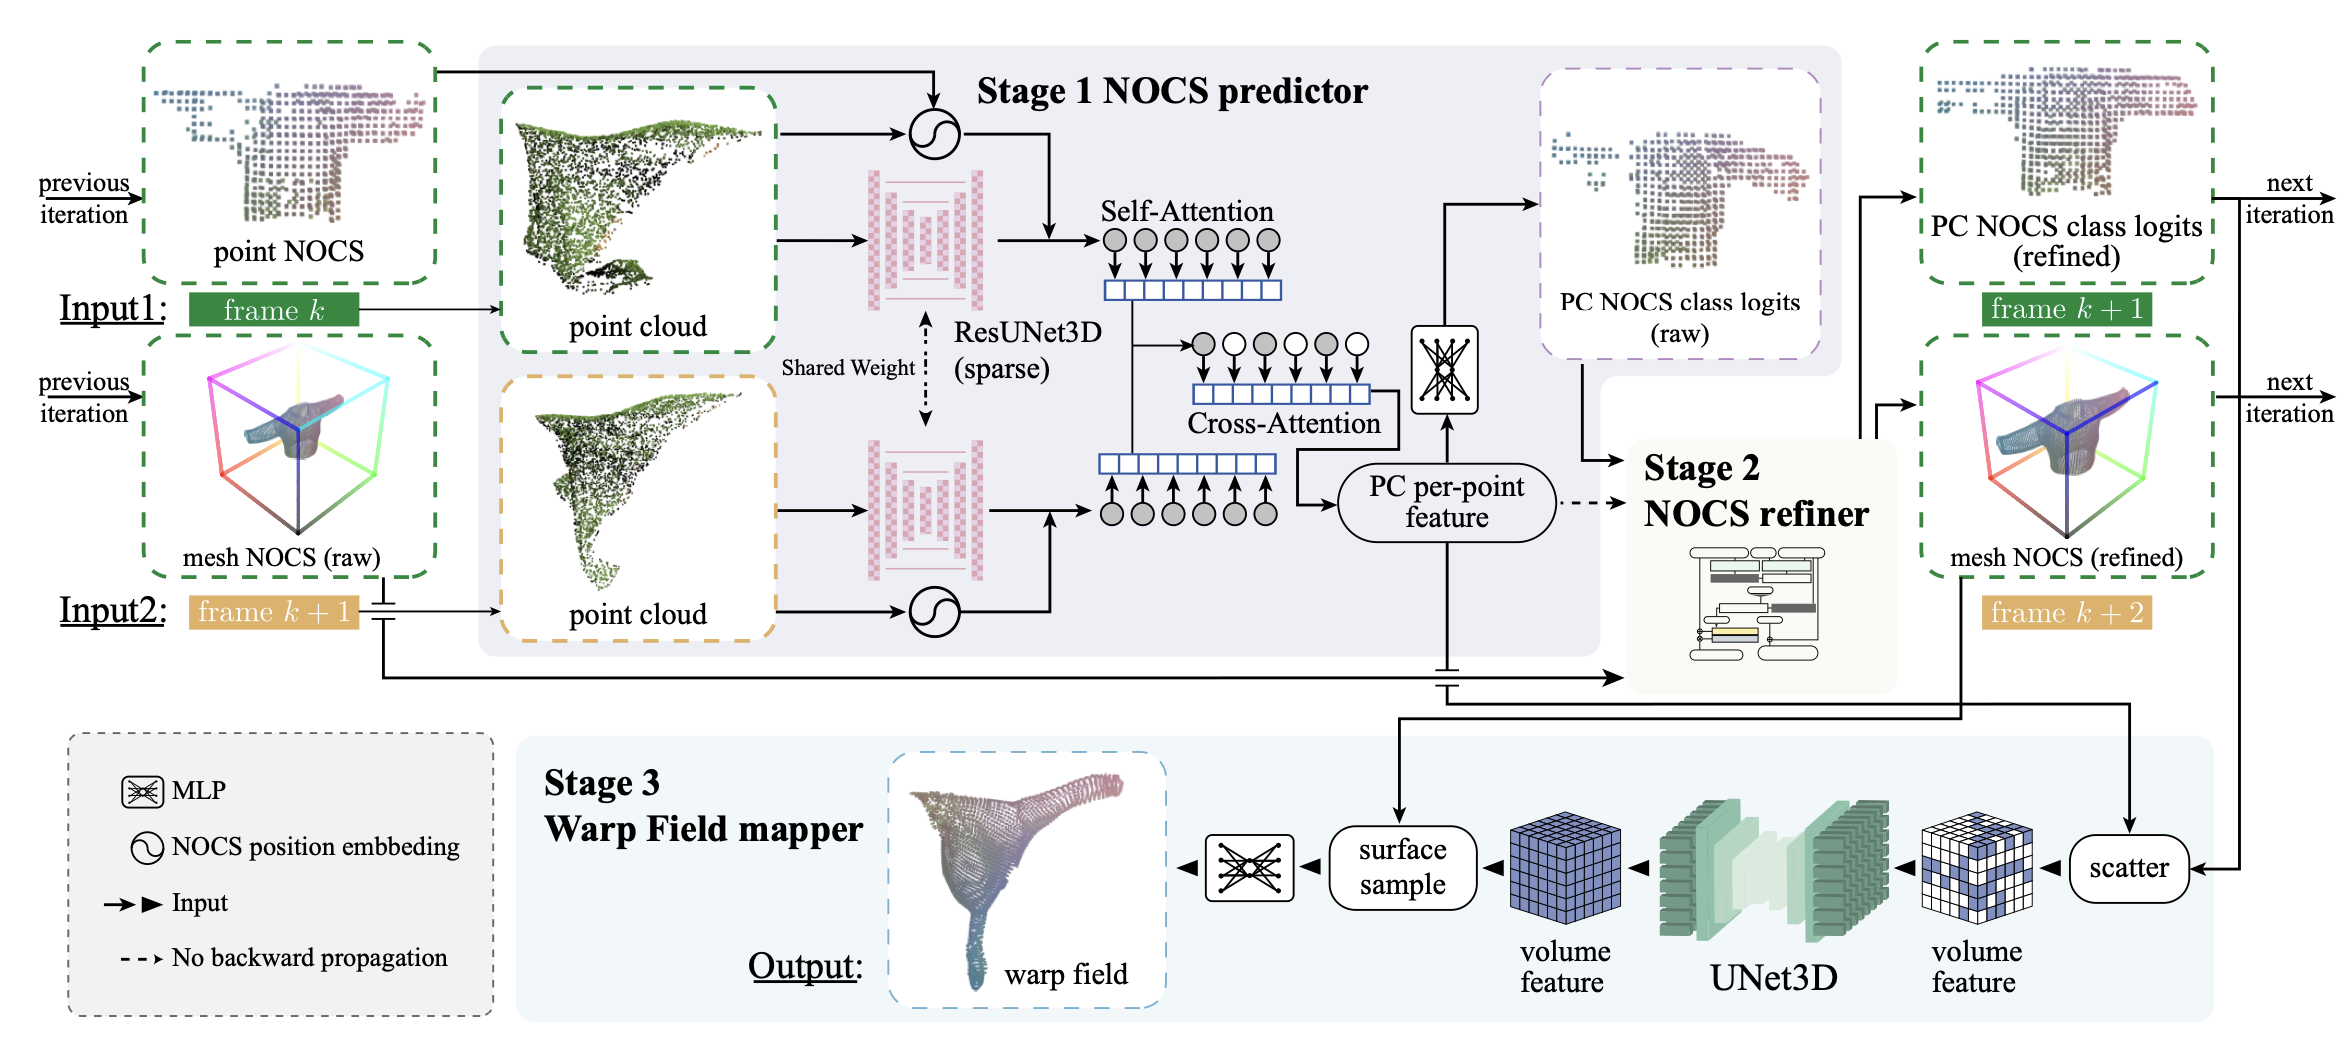 previous
iteration
point NOCS
Input1:
frame k
previous
iteration
mesh NOCS (raw)
Input2:
frame k + 1
Stage 1 NOCS predictor
point cloud
point cloud
Shared Weight
ResUNet3D
(sparse)
Self-Attention
Cross-Attention
PC per-point
feature
PC NOCS class logits
(raw)
Stage 2
NOCS refiner
PC NOCS class logits
(refined)
frame k + 1
mesh NOCS (refined)
frame k + 2
next
iteration
next
iteration
MLP
NOCS position embbeding
Input
No backward propagation
Stage 3
Warp Field mapper
Output:
warp field
surface
sample
volume
feature
UNet3D
volume
feature
scatter